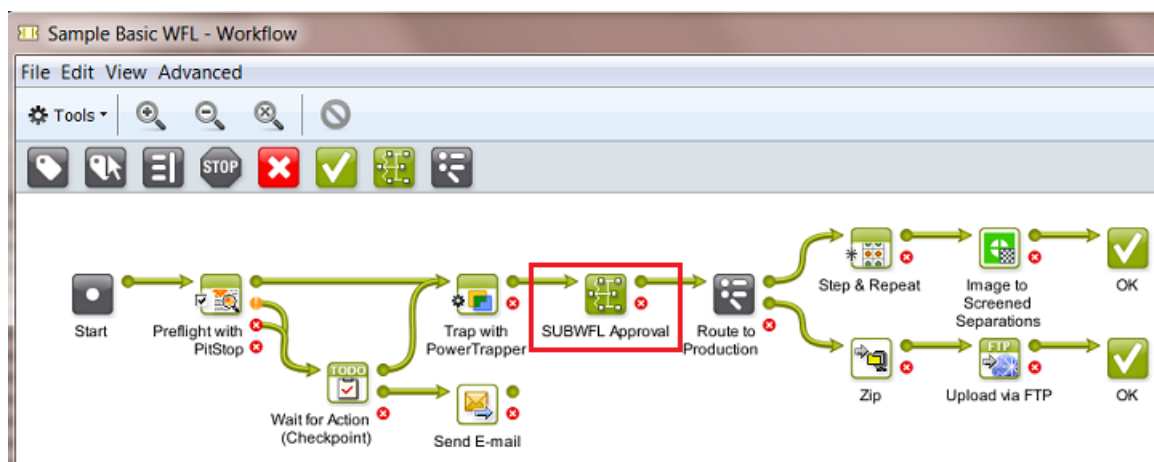 Sample Basic WFL - Workflow
File Edit View Advanced
Tools
STOP
Start
Preflight with
PitStop
TODO
Wait for Action
(Checkpoint)
Trap with
PowerTrapper
Send E-mail
SUBWFL Approval
Route to
Production
Step & Repeat
Image to
Screened
Separations
OK
Zip
FTP
Upload via FTP
OK